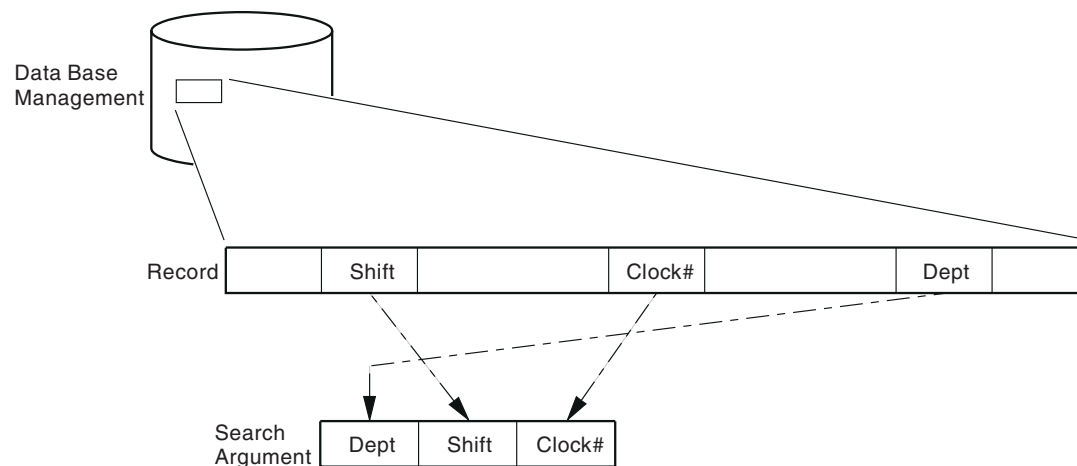 Data Base
Management
Record
Shift
Clock#
Dept
Search
Argument
Dept
Shift
Clock#